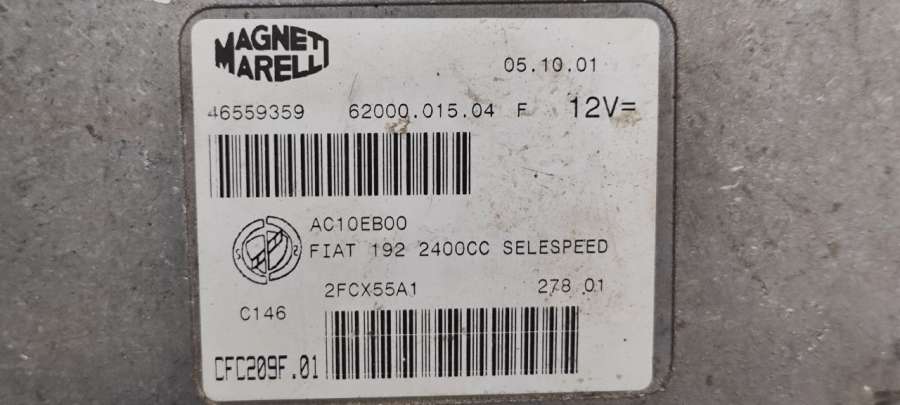 MAGNETI
MARELLI
05.10.01
46559359 62000.015.04 F 12V=
AC10EB00
FIAT 192 2400CC SELESPEED
2FCX55A1 278 01
C146
CFC209F.01